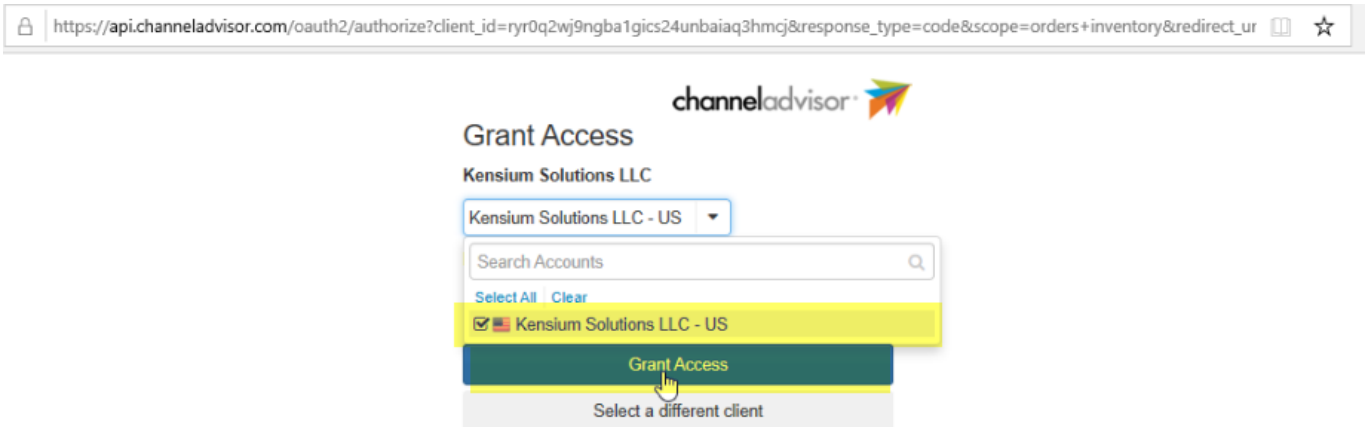 https://api.channeladvisor.com/oauth2/authorize?client_id=ryr0q2wj9ngba1gics24unbaiaq3hmcj&response_type=code&scope=orders+inventory&redirect_ur
channeladvisor
Grant Access
Kensium Solutions LLC
Kensium Solutions LLC - US
Search Accounts
Select All Clear
Kensium Solutions LLC - US
Grant Access
Select a different client